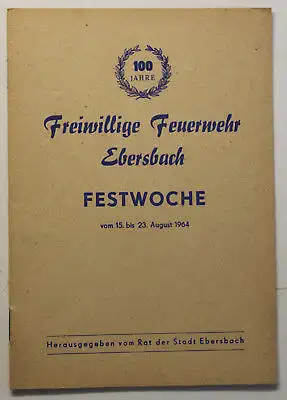 100
JAHRE
Freiwillige Feuerwehr
Ebersbach
FESTWOCHE
vom 15. bis 23. August 1964
Herausgegeben vom Rat der Stadt Ebersbach